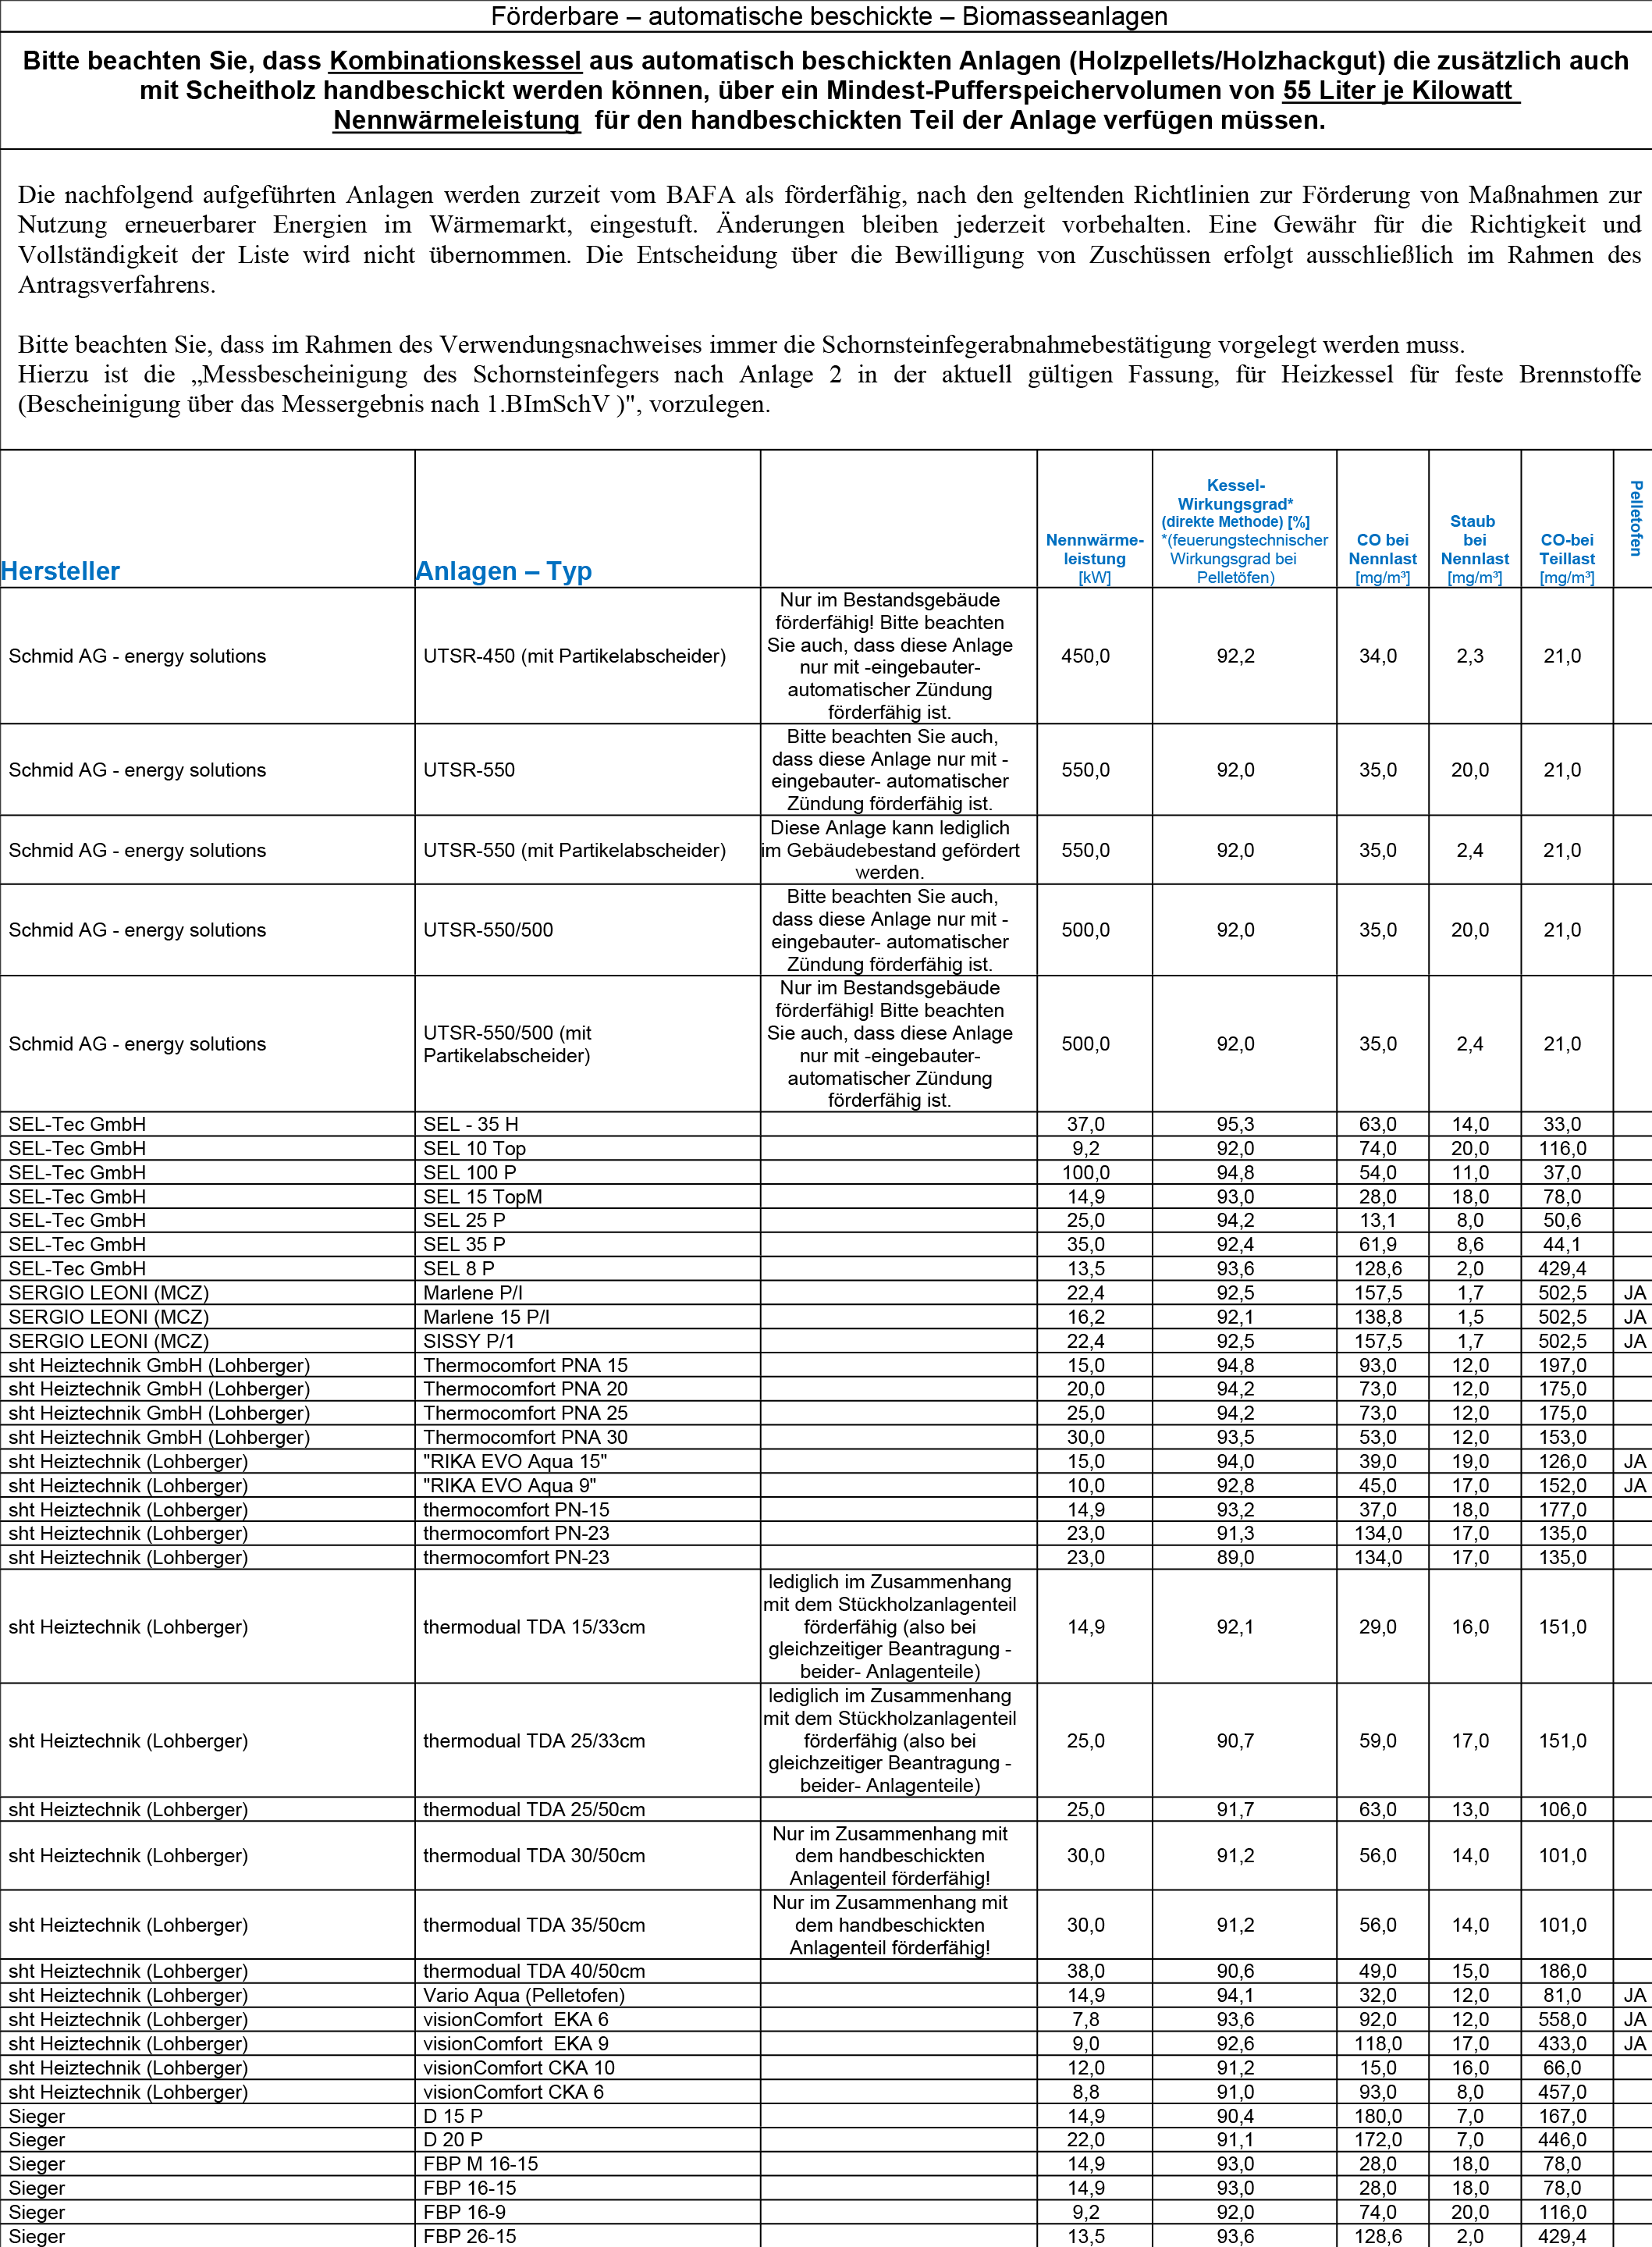 Förderbare – automatische beschickte – Biomasseanlagen
Bitte beachten Sie, dass Kombinationskessel aus automatisch beschickten Anlagen (Holzpellets/Holzhackgut) die zusätzlich auch
mit Scheitholz handbeschickt werden können, über ein Mindest-Pufferspeichervolumen von 55 Liter je Kilowatt
Nennwärmeleistung für den handbeschickten Teil der Anlage verfügen müssen.
Die nachfolgend aufgeführten Anlagen werden zurzeit vom BAFA als förderfähig, nach den geltenden Richtlinien zur Förderung von Maßnahmen zur
Nutzung erneuerbarer Energien im Wärmemarkt, eingestuft. Änderungen bleiben jederzeit vorbehalten. Eine Gewähr für die Richtigkeit und
Vollständigkeit der Liste wird nicht übernommen. Die Entscheidung über die Bewilligung von Zuschüssen erfolgt ausschließlich im Rahmen des
Antragsverfahrens.
Bitte beachten Sie, dass im Rahmen des Verwendungsnachweises immer die Schornsteinfegerabnahmebestätigung vorgelegt werden muss.
Hierzu ist die „Messbescheinigung des Schornsteinfegers nach Anlage 2 in der aktuell gültigen Fassung, für Heizkessel für feste Brennstoffe
(Bescheinigung über das Messergebnis nach 1.BImSchV )", vorzulegen.
Hersteller
Anlagen – Typ
Nennwärme-
leistung
[kW]
Kessel-
Wirkungsgrad*
(direkte Methode) [%]
*(feuerungstechnischer
Wirkungsgrad bei
Pelletöfen)
CO bei
Nennlast
[mg/m³]
Staub
bei
Nennlast
[mg/m³]
CO-bei
Teillast
[mg/m³]
Pelletofen
Schmid AG - energy solutions
UTSR-450 (mit Partikelabscheider)
Nur im Bestandsgebäude
förderfähig! Bitte beachten
Sie auch, dass diese Anlage
nur mit -eingebauter-
automatischer Zündung
förderfähig ist.
450,0 92,2 34,0 2,3 21,0
Schmid AG - energy solutions
UTSR-550
Bitte beachten Sie auch,
dass diese Anlage nur mit -
eingebauter- automatischer
Zündung förderfähig ist.
550,0 92,0 35,0 20,0 21,0
Schmid AG - energy solutions
UTSR-550 (mit Partikelabscheider)
Diese Anlage kann lediglich
im Gebäudebestand gefördert
werden.
550,0 92,0 35,0 2,4 21,0
Schmid AG - energy solutions
UTSR-550/500
Bitte beachten Sie auch,
dass diese Anlage nur mit -
eingebauter- automatischer
Zündung förderfähig ist.
500,0 92,0 35,0 20,0 21,0
Schmid AG - energy solutions
UTSR-550/500 (mit
Partikelabscheider)
Nur im Bestandsgebäude
förderfähig! Bitte beachten
Sie auch, dass diese Anlage
nur mit -eingebauter-
automatischer Zündung
förderfähig ist.
500,0 92,0 35,0 2,4 21,0
SEL-Tec GmbH SEL - 35 H 37,0 95,3 63,0 14,0 33,0
SEL-Tec GmbH SEL 10 Top 9,2 92,0 74,0 20,0 116,0
SEL-Tec GmbH SEL 100 P 100,0 94,8 54,0 11,0 37,0
SEL-Tec GmbH SEL 15 TopM 14,9 93,0 28,0 18,0 78,0
SEL-Tec GmbH SEL 25 P 25,0 94,2 13,1 8,0 50,6
SEL-Tec GmbH SEL 35 P 35,0 92,4 61,9 8,6 44,1
SEL-Tec GmbH SEL 8 P 13,5 93,6 128,6 2,0 429,4
SERGIO LEONI (MCZ) Marlene P/I 22,4 92,5 157,5 1,7 502,5 JA
SERGIO LEONI (MCZ) Marlene 15 P/I 16,2 92,1 138,8 1,5 502,5 JA
SERGIO LEONI (MCZ) SISSY P/1 22,4 92,5 157,5 1,7 502,5 JA
sht Heiztechnik GmbH (Lohberger) Thermocomfort PNA 15 15,0 94,8 93,0 12,0 197,0
sht Heiztechnik GmbH (Lohberger) Thermocomfort PNA 20 20,0 94,2 73,0 12,0 175,0
sht Heiztechnik GmbH (Lohberger) Thermocomfort PNA 25 25,0 94,2 73,0 12,0 175,0
sht Heiztechnik GmbH (Lohberger) Thermocomfort PNA 30 30,0 93,5 53,0 12,0 153,0
sht Heiztechnik (Lohberger) "RIKA EVO Aqua 15" 15,0 94,0 39,0 19,0 126,0 JA
sht Heiztechnik (Lohberger) "RIKA EVO Aqua 9" 10,0 92,8 45,0 17,0 152,0 JA
sht Heiztechnik (Lohberger) thermocomfort PN-15 14,9 93,2 37,0 18,0 177,0
sht Heiztechnik (Lohberger) thermocomfort PN-23 23,0 91,3 134,0 17,0 135,0
sht Heiztechnik (Lohberger) thermocomfort PN-23 23,0 89,0 134,0 17,0 135,0
sht Heiztechnik (Lohberger)
thermodual TDA 15/33cm
lediglich im Zusammenhang
mit dem Stückholzanlagenteil
förderfähig (also bei
gleichzeitiger Beantragung -
beider- Anlagenteile)
14,9 92,1 29,0 16,0 151,0
sht Heiztechnik (Lohberger)
thermodual TDA 25/33cm
lediglich im Zusammenhang
mit dem Stückholzanlagenteil
förderfähig (also bei
gleichzeitiger Beantragung -
beider- Anlagenteile)
25,0 90,7 59,0 17,0 151,0
sht Heiztechnik (Lohberger) thermodual TDA 25/50cm 25,0 91,7 63,0 13,0 106,0
sht Heiztechnik (Lohberger)
thermodual TDA 30/50cm
Nur im Zusammenhang mit
dem handbeschickten
Anlagenteil förderfähig!
30,0 91,2 56,0 14,0 101,0
sht Heiztechnik (Lohberger)
thermodual TDA 35/50cm
Nur im Zusammenhang mit
dem handbeschickten
Anlagenteil förderfähig!
30,0 91,2 56,0 14,0 101,0
sht Heiztechnik (Lohberger) thermodual TDA 40/50cm 38,0 90,6 49,0 15,0 186,0
sht Heiztechnik (Lohberger) Vario Aqua (Pelletofen) 14,9 94,1 32,0 12,0 81,0 JA
sht Heiztechnik (Lohberger) visionComfort EKA 6 7,8 93,6 92,0 12,0 558,0 JA
sht Heiztechnik (Lohberger) visionComfort EKA 9 9,0 92,6 118,0 17,0 433,0 JA
sht Heiztechnik (Lohberger) visionComfort CKA 10 12,0 91,2 15,0 16,0 66,0
sht Heiztechnik (Lohberger) visionComfort CKA 6 8,8 91,0 93,0 8,0 457,0
Sieger D 15 P 14,9 90,4 180,0 7,0 167,0
Sieger D 20 P 22,0 91,1 172,0 7,0 446,0
Sieger FBP M 16-15 14,9 93,0 28,0 18,0 78,0
Sieger FBP 16-15 14,9 93,0 28,0 18,0 78,0
Sieger FBP 16-9 9,2 92,0 74,0 20,0 116,0
Sieger FBP 26-15 13,5 93,6 128,6 2,0 429,4